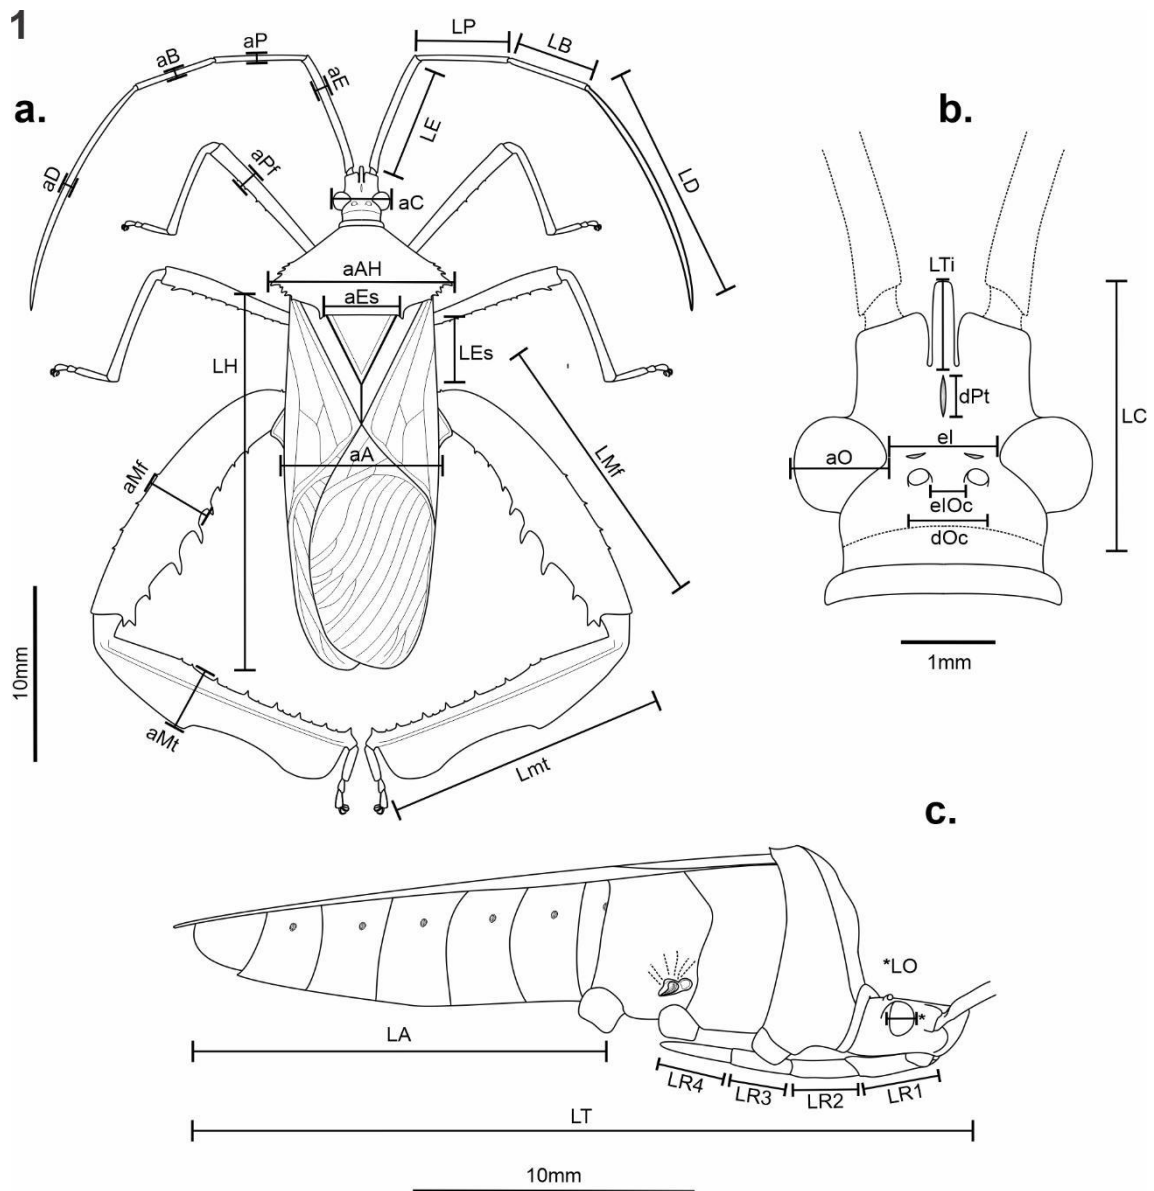 1
a.
aP
aB
aE
aD
aPf
LP
LB
LE
LD
aC
aAH
aEs
LEs
LH
aA
aMf
LMf
aMt
Lmt
10mm
b.
LTi
dPt
LC
eI
aO
eIOc
dOc
1mm
c.
*LO
*
LA
LR4
LR3
LR2
LR1
LT
10mm